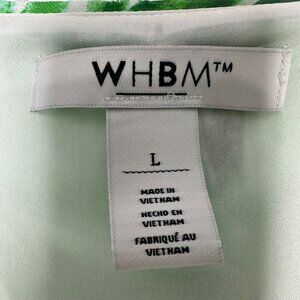 WHBM™
L
MADE IN
VIETNAM
HECHO EN
VIETNAM
FABRIQUÉ AU
VIETNAM